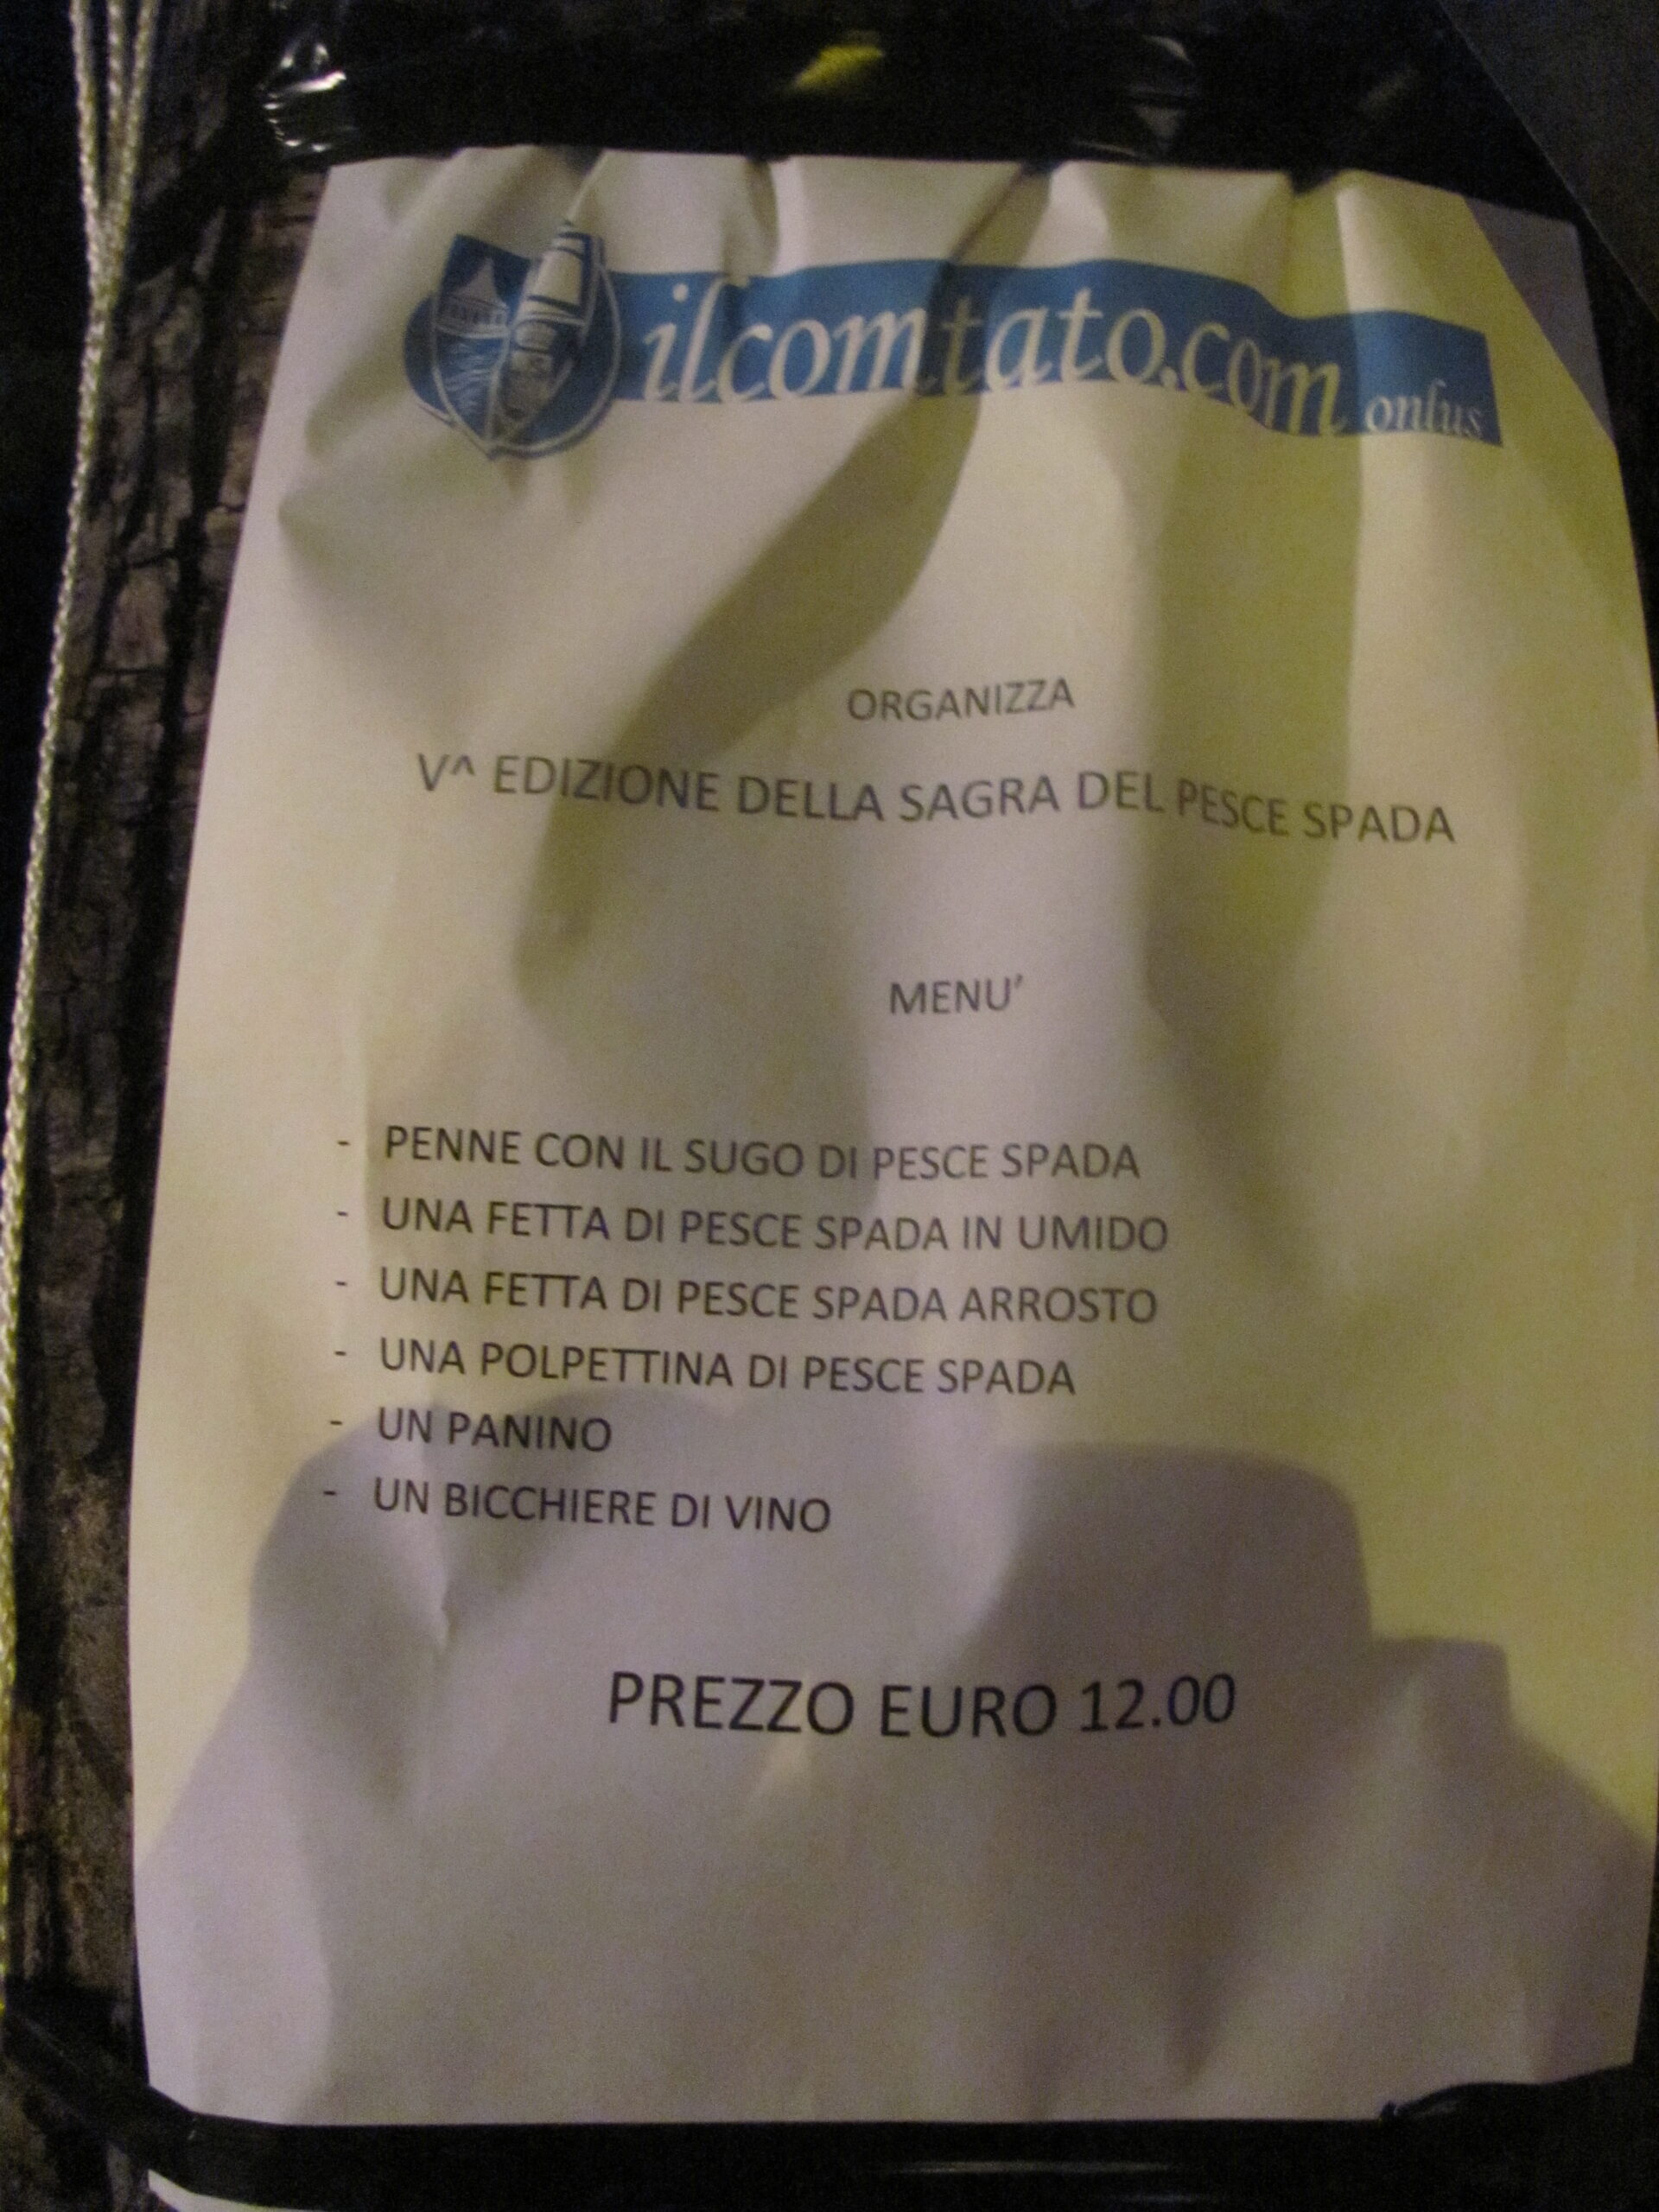 ilcomtato.com onlus
ORGANIZZA
V^ EDIZIONE DELLA SAGRA DEL PESCE SPADA
MENU'
- PENNE CON IL SUGO DI PESCE SPADA
- UNA FETTA DI PESCE SPADA IN UMIDO
- UNA FETTA DI PESCE SPADA ARROSTO
- UNA POLPETTINA DI PESCE SPADA
- UN PANINO
- UN BICCHIERE DI VINO
PREZZO EURO 12.00